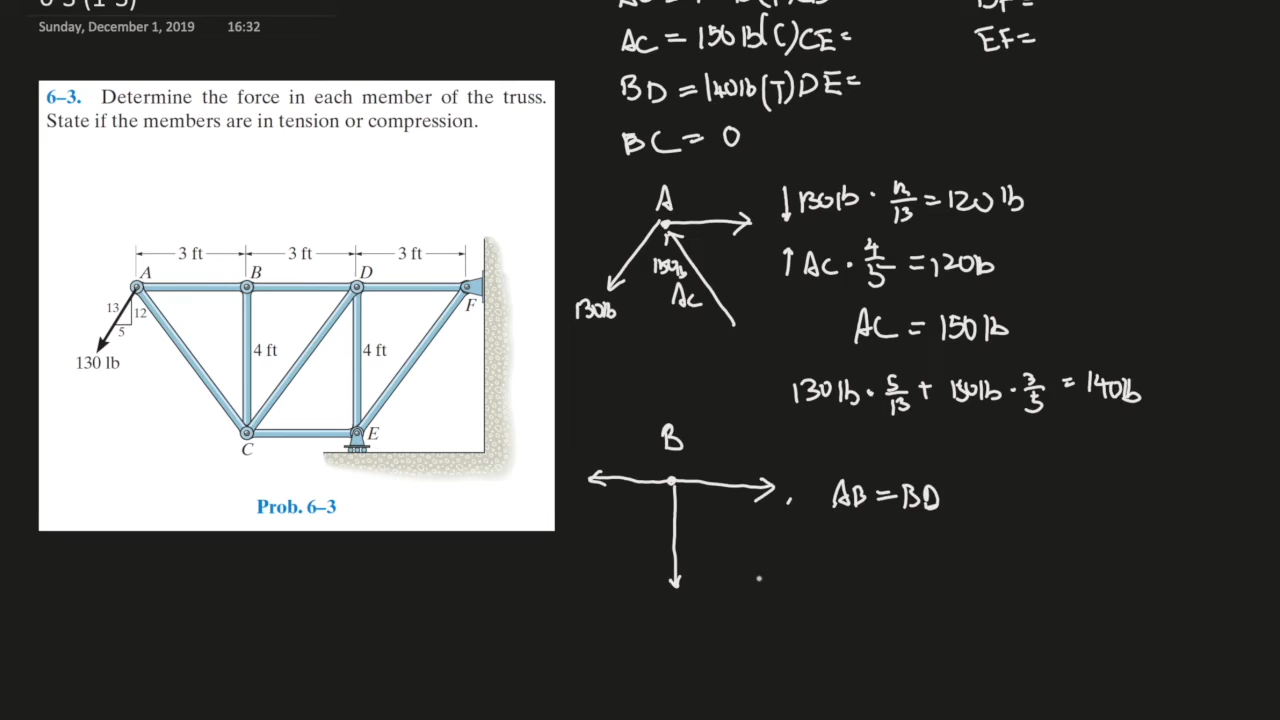 Sunday, December 1, 2019 16:32
AC = 150 lb(C) CE =
EF =
BD = 140 lb(T) DE =
BC = 0
6–3. Determine the force in each member of the truss.
State if the members are in tension or compression.
3 ft 3 ft 3 ft
A B D
F
13 12
5
130 lb
4 ft 4 ft
C E
Prob. 6–3
A
130lb
150lb
AC
↓ 130 lb · 12/13 = 120 lb
↑ AC · 4/5 = 120 lb
AC = 150 lb
130 lb · 5/13 + 150 lb · 3/5 = 140 lb
B
AB = BD